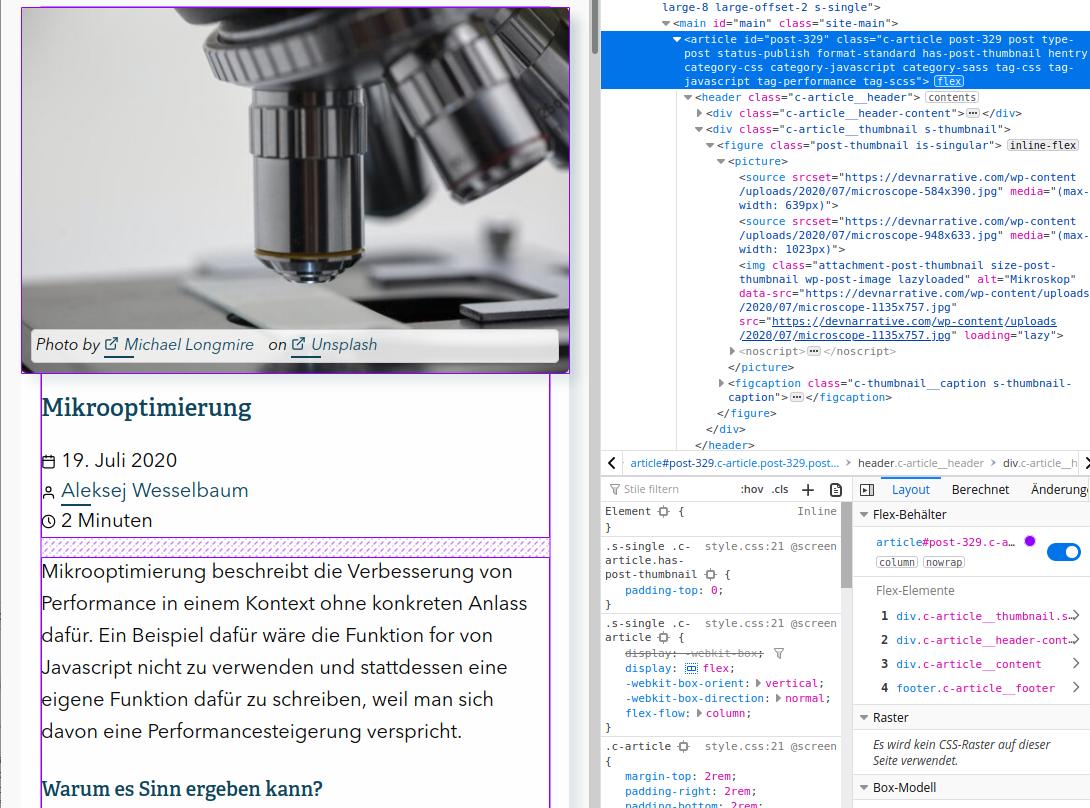 Photo by Michael Longmire on Unsplash
Mikrooptimierung
19. Juli 2020
Aleksej Wesselbaum
2 Minuten
Mikrooptimierung beschreibt die Verbesserung von
Performance in einem Kontext ohne konkreten Anlass
dafür. Ein Beispiel dafür wäre die Funktion for von
Javascript nicht zu verwenden und stattdessen eine
eigene Funktion dafür zu schreiben, weil man sich
davon eine Performancesteigerung verspricht.
Warum es Sinn ergeben kann?
large-8 large-offset-2 s-single">
<main id="main" class="site-main">
<article id="post-329" class="c-article post-329 post type-
post status-publish format-standard has-post-thumbnail hentry
category-css category-javascript category-sass tag-css tag-
javascript tag-performance tag-scss"> flex
<header class="c-article__header"> contents
<div class="c-article__header-content">⋯</div>
<div class="c-article__thumbnail s-thumbnail">
<figure class="post-thumbnail is-singular"> inline-flex
<picture>
<source srcset="https://devnarrative.com/wp-content
/uploads/2020/07/microscope-584x390.jpg" media="(max-
width: 639px)">
<source srcset="https://devnarrative.com/wp-content
/uploads/2020/07/microscope-948x633.jpg" media="(max-
width: 1023px)">
<img class="attachment-post-thumbnail size-post-
thumbnail wp-post-image lazyloaded" alt="Mikroskop"
data-src="https://devnarrative.com/wp-content/uploads
/2020/07/microscope-1135x757.jpg"
src="https://devnarrative.com/wp-content/uploads
/2020/07/microscope-1135x757.jpg" loading="lazy">
<noscript>⋯</noscript>
</picture>
<figcaption class="c-thumbnail__caption s-thumbnail-
caption">⋯</figcaption>
</figure>
</div>
</header>
article#post-329.c-article.post-329.post… > header.c-article__header > div.c-article__h
Stile filtern :hov .cls +
Element { Inline
}
.s-single .c- style.css:21 @screen
article.has-
post-thumbnail {
padding-top: 0;
}
.s-single .c- style.css:21 @screen
article {
display: -webkit-box;
display: flex;
-webkit-box-orient: vertical;
-webkit-box-direction: normal;
flex-flow: column;
}
.c-article style.css:21 @screen
{
margin-top: 2rem;
padding-right: 2rem;
padding-bottom: 2rem;
Layout Berechnet Änderung
Flex-Behälter
article#post-329.c-a…
column nowrap
Flex-Elemente
1 div.c-article__thumbnail.s…
2 div.c-article__header-cont…
3 div.c-article__content
4 footer.c-article__footer
Raster
Es wird kein CSS-Raster auf dieser
Seite verwendet.
Box-Modell